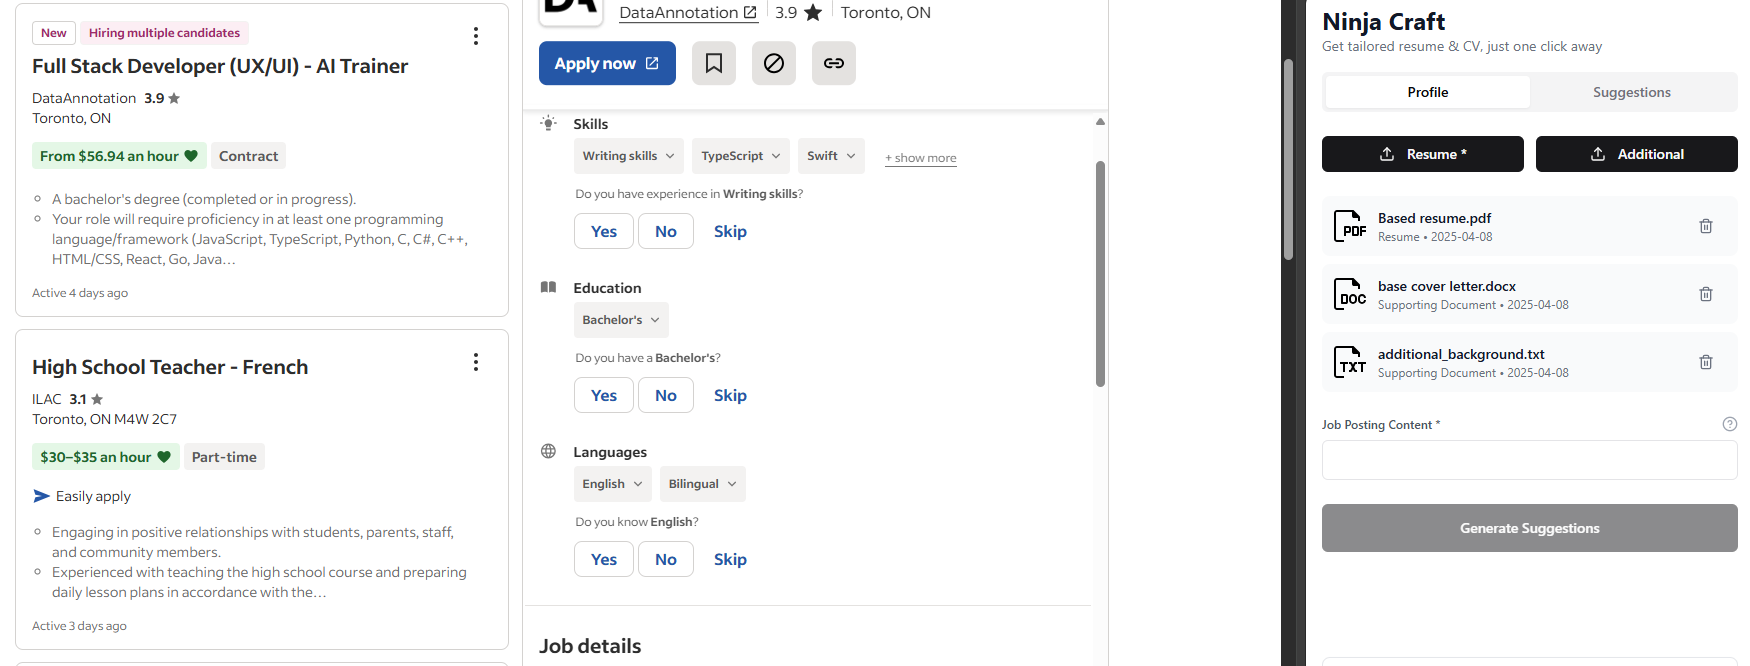 New
Hiring multiple candidates
Full Stack Developer (UX/UI) - AI Trainer
DataAnnotation 3.9
Toronto, ON
From $56.94 an hour
Contract
A bachelor's degree (completed or in progress).
Your role will require proficiency in at least one programming
language/framework (JavaScript, TypeScript, Python, C, C#, C++,
HTML/CSS, React, Go, Java…
Active 4 days ago
High School Teacher - French
ILAC 3.1
Toronto, ON M4W 2C7
$30–$35 an hour
Part-time
Easily apply
Engaging in positive relationships with students, parents, staff,
and community members.
Experienced with teaching the high school course and preparing
daily lesson plans in accordance with the…
Active 3 days ago
DA
DataAnnotation
3.9
Toronto, ON
Apply now
Skills
Writing skills
TypeScript
Swift
+ show more
Do you have experience in Writing skills?
Yes
No
Skip
Education
Bachelor's
Do you have a Bachelor's?
Yes
No
Skip
Languages
English
Bilingual
Do you know English?
Yes
No
Skip
Job details
Ninja Craft
Get tailored resume & CV, just one click away
Profile
Suggestions
Resume *
Additional
PDF
Based resume.pdf
Resume • 2025-04-08
DOC
base cover letter.docx
Supporting Document • 2025-04-08
TXT
additional_background.txt
Supporting Document • 2025-04-08
Job Posting Content *
?
Generate Suggestions